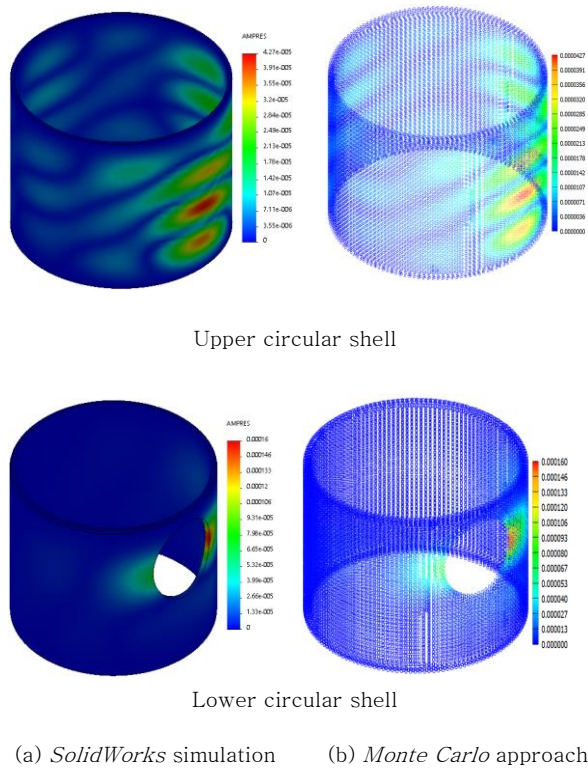 AMPRES
4.27e-005
3.91e-005
3.55e-005
3.20e-005
2.84e-005
2.49e-005
2.13e-005
1.78e-005
1.42e-005
1.07e-005
7.11e-006
3.55e-006
0
0.0000427
0.0000391
0.0000356
0.0000320
0.0000285
0.0000249
0.0000213
0.0000178
0.0000142
0.0000107
0.0000071
0.0000036
0.0000000
Upper circular shell
AMPRES
0.00016
0.000146
0.000133
0.00012
0.000106
9.31e-005
7.98e-005
6.65e-005
5.32e-005
3.99e-005
2.66e-005
1.33e-005
0
0.000160
0.000146
0.000133
0.000120
0.000106
0.000093
0.000080
0.000067
0.000053
0.000040
0.000027
0.000013
0.000000
Lower circular shell
(a) SolidWorks simulation
(b) Monte Carlo approach